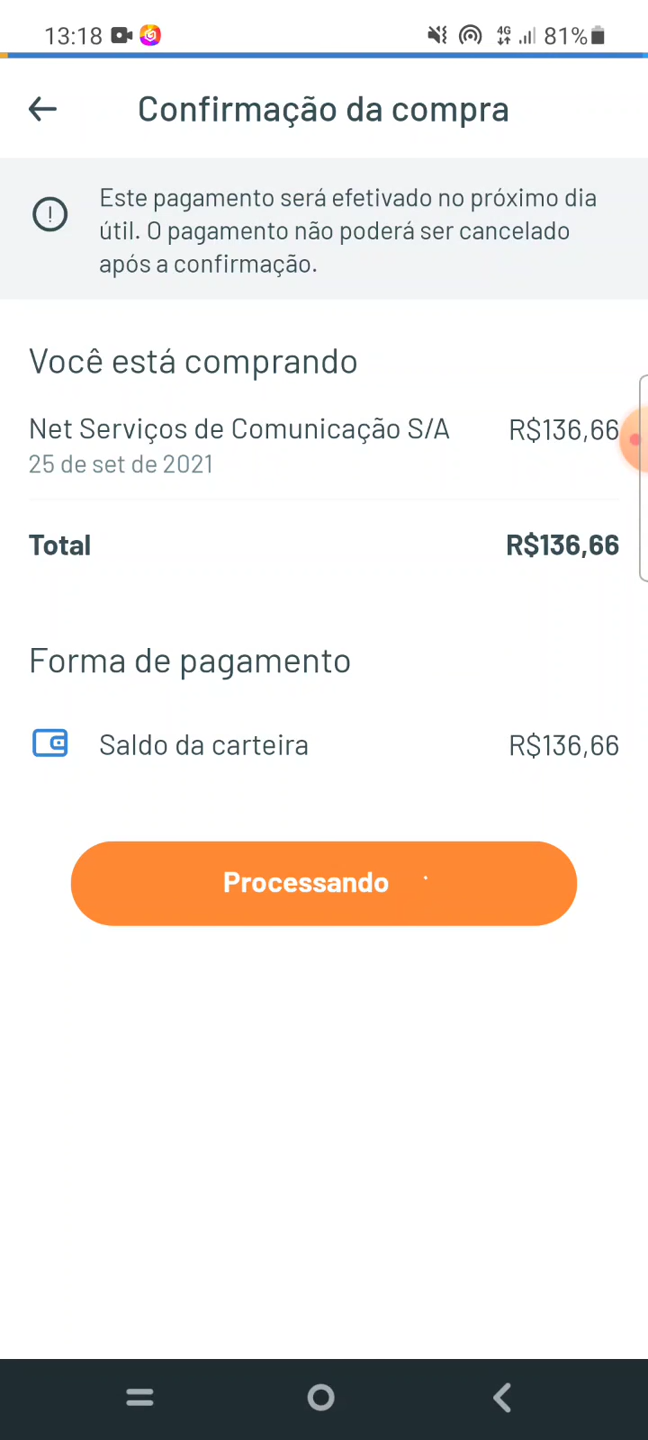 13:18 4G 81%
Confirmação da compra
Este pagamento será efetivado no próximo dia
útil. O pagamento não poderá ser cancelado
após a confirmação.
Você está comprando
Net Serviços de Comunicação S/A R$136,66
25 de set de 2021
Total R$136,66
Forma de pagamento
Saldo da carteira R$136,66
Processando